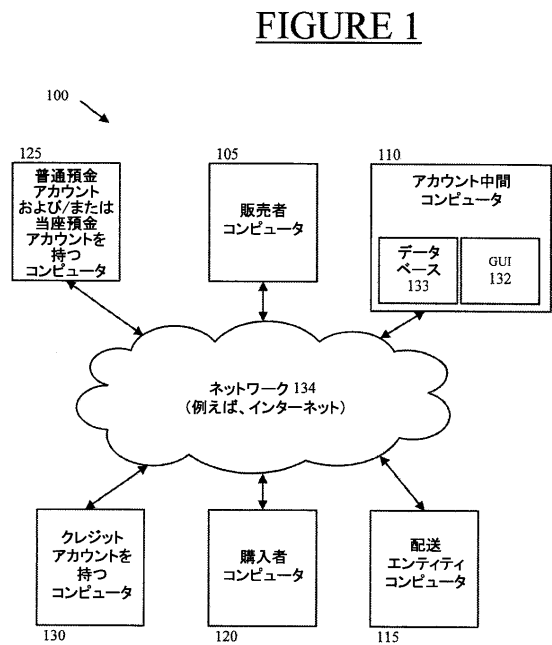 FIGURE 1
100
125
普通預金
アカウント
および/または
当座預金
アカウントを
持つ
コンピュータ
105
販売者
コンピュータ
110
アカウント中間
コンピュータ
データ
ベース
133
GUI
132
ネットワーク 134
(例えば、インターネット)
クレジット
アカウントを
持つ
コンピュータ
130
購入者
コンピュータ
120
配送
エンティティ
コンピュータ
115